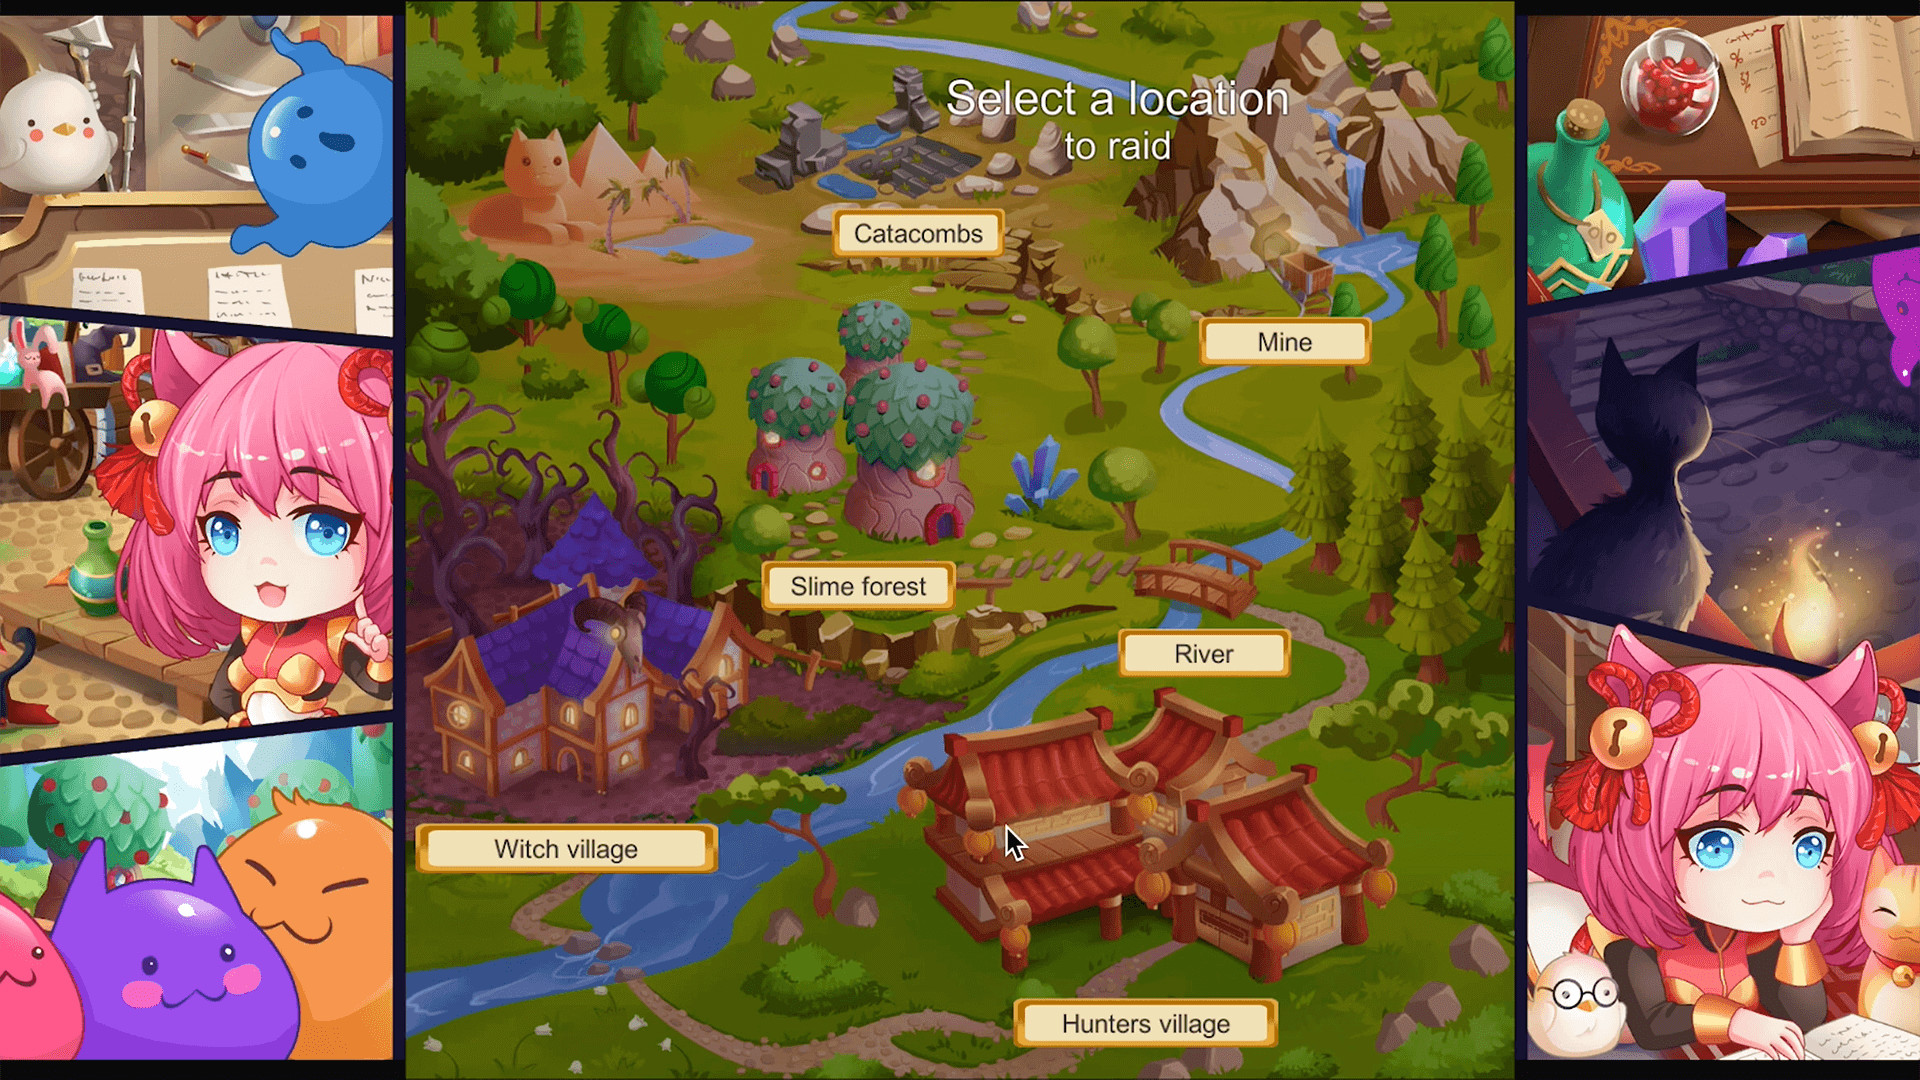 Select a location
to raid
Catacombs
Mine
Slime forest
River
Witch village
Hunters village
%